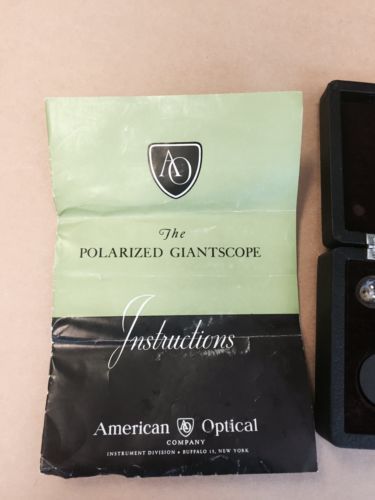 AO
The
POLARIZED GIANTSCOPE
Instructions
American AO Optical
COMPANY
INSTRUMENT DIVISION • BUFFALO 15, NEW YORK